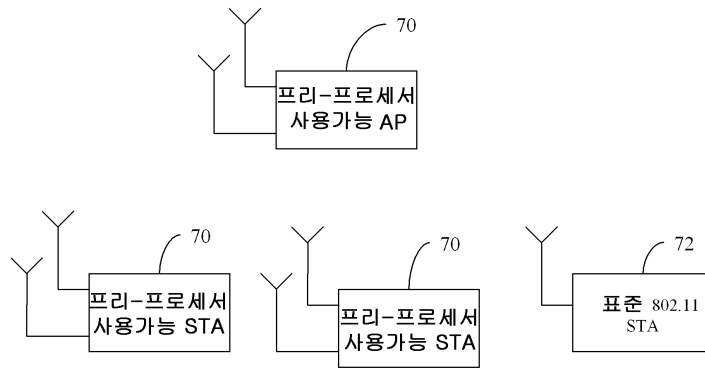 70
프리-프로세서
사용가능 AP
70
프리-프로세서
사용가능 STA
70
프리-프로세서
사용가능 STA
72
표준 802.11
STA